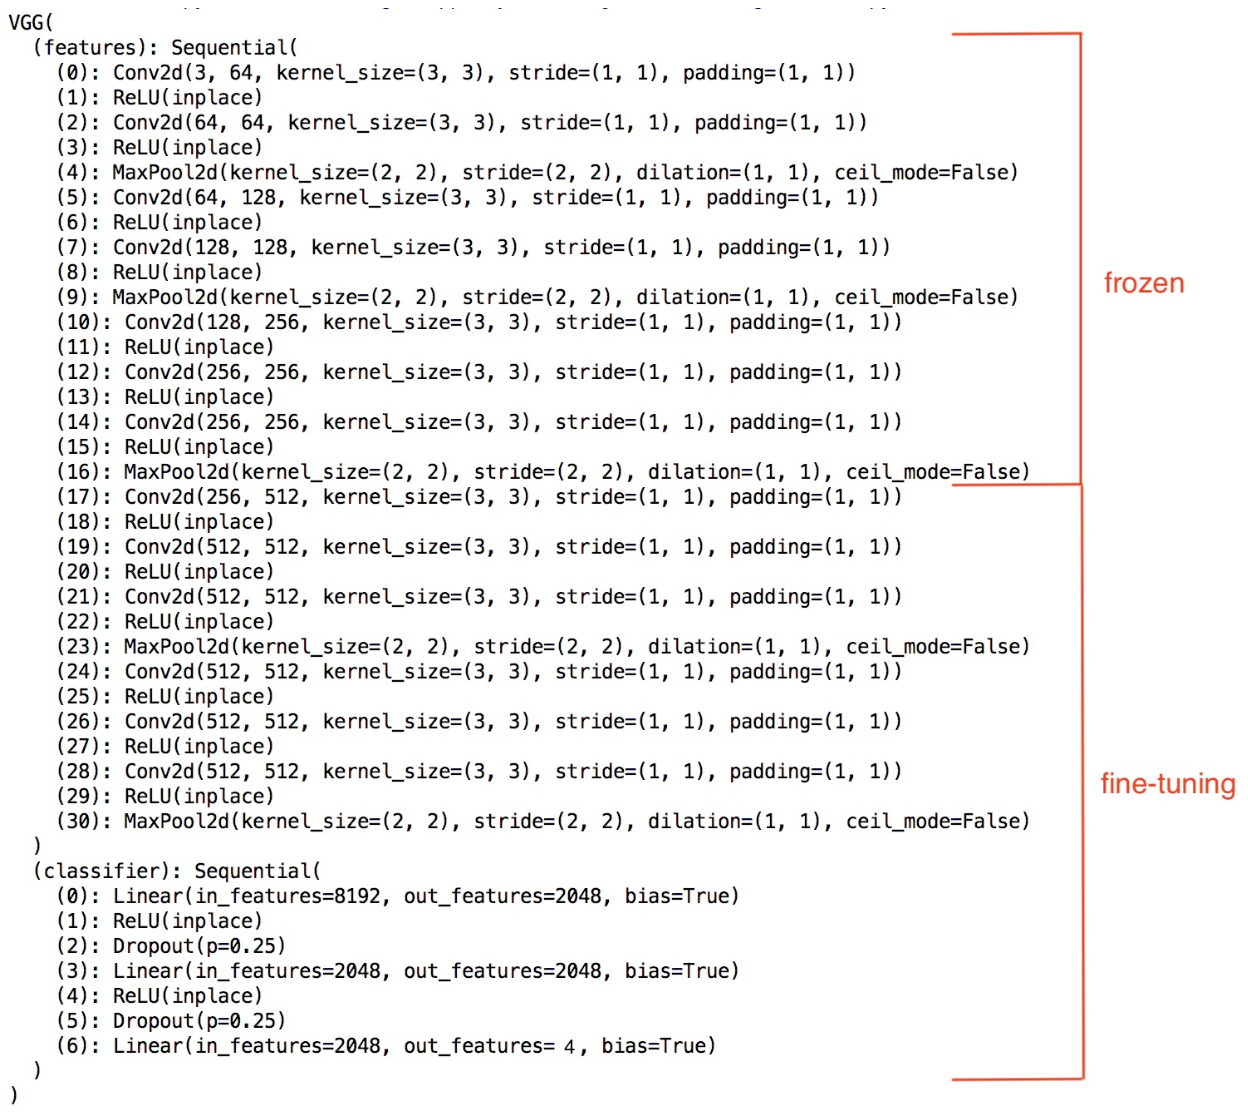 VGG(
  (features): Sequential(
    (0): Conv2d(3, 64, kernel_size=(3, 3), stride=(1, 1), padding=(1, 1))
    (1): ReLU(inplace)
    (2): Conv2d(64, 64, kernel_size=(3, 3), stride=(1, 1), padding=(1, 1))
    (3): ReLU(inplace)
    (4): MaxPool2d(kernel_size=(2, 2), stride=(2, 2), dilation=(1, 1), ceil_mode=False)
    (5): Conv2d(64, 128, kernel_size=(3, 3), stride=(1, 1), padding=(1, 1))
    (6): ReLU(inplace)
    (7): Conv2d(128, 128, kernel_size=(3, 3), stride=(1, 1), padding=(1, 1))
    (8): ReLU(inplace)
    (9): MaxPool2d(kernel_size=(2, 2), stride=(2, 2), dilation=(1, 1), ceil_mode=False)
    (10): Conv2d(128, 256, kernel_size=(3, 3), stride=(1, 1), padding=(1, 1))
    (11): ReLU(inplace)
    (12): Conv2d(256, 256, kernel_size=(3, 3), stride=(1, 1), padding=(1, 1))
    (13): ReLU(inplace)
    (14): Conv2d(256, 256, kernel_size=(3, 3), stride=(1, 1), padding=(1, 1))
    (15): ReLU(inplace)
    (16): MaxPool2d(kernel_size=(2, 2), stride=(2, 2), dilation=(1, 1), ceil_mode=False)
    (17): Conv2d(256, 512, kernel_size=(3, 3), stride=(1, 1), padding=(1, 1))
    (18): ReLU(inplace)
    (19): Conv2d(512, 512, kernel_size=(3, 3), stride=(1, 1), padding=(1, 1))
    (20): ReLU(inplace)
    (21): Conv2d(512, 512, kernel_size=(3, 3), stride=(1, 1), padding=(1, 1))
    (22): ReLU(inplace)
    (23): MaxPool2d(kernel_size=(2, 2), stride=(2, 2), dilation=(1, 1), ceil_mode=False)
    (24): Conv2d(512, 512, kernel_size=(3, 3), stride=(1, 1), padding=(1, 1))
    (25): ReLU(inplace)
    (26): Conv2d(512, 512, kernel_size=(3, 3), stride=(1, 1), padding=(1, 1))
    (27): ReLU(inplace)
    (28): Conv2d(512, 512, kernel_size=(3, 3), stride=(1, 1), padding=(1, 1))
    (29): ReLU(inplace)
    (30): MaxPool2d(kernel_size=(2, 2), stride=(2, 2), dilation=(1, 1), ceil_mode=False)
  )
  (classifier): Sequential(
    (0): Linear(in_features=8192, out_features=2048, bias=True)
    (1): ReLU(inplace)
    (2): Dropout(p=0.25)
    (3): Linear(in_features=2048, out_features=2048, bias=True)
    (4): ReLU(inplace)
    (5): Dropout(p=0.25)
    (6): Linear(in_features=2048, out_features= 4 , bias=True)
  )
)
frozen
fine-tuning